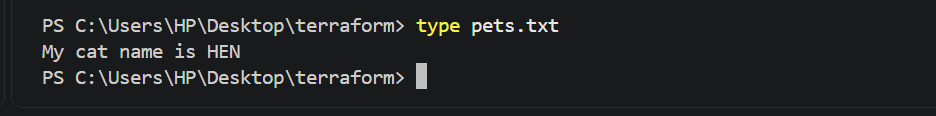 PS C:\Users\HP\Desktop\terraform> type pets.txt
My cat name is HEN
PS C:\Users\HP\Desktop\terraform>